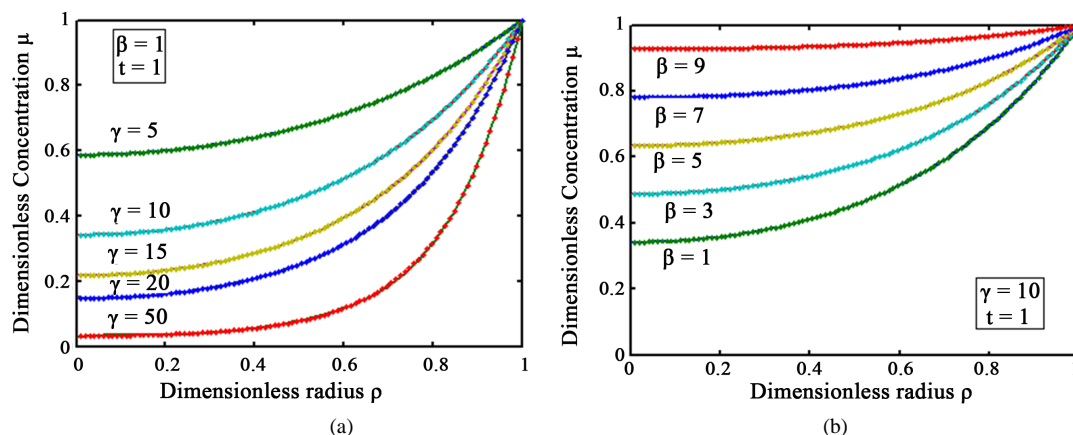 Dimensionless Concentration μ
1
0.8
0.6
0.4
0.2
0
β = 1
t = 1
γ = 5
γ = 10
γ = 15
γ = 20
γ = 50
0 0.2 0.4 0.6 0.8 1
Dimensionless radius ρ
(a)
Dimensionless Concentration μ
1
0.8
0.6
0.4
0.2
0
β = 9
β = 7
β = 5
β = 3
β = 1
γ = 10
t = 1
0 0.2 0.4 0.6 0.8
Dimensionless radius ρ
(b)